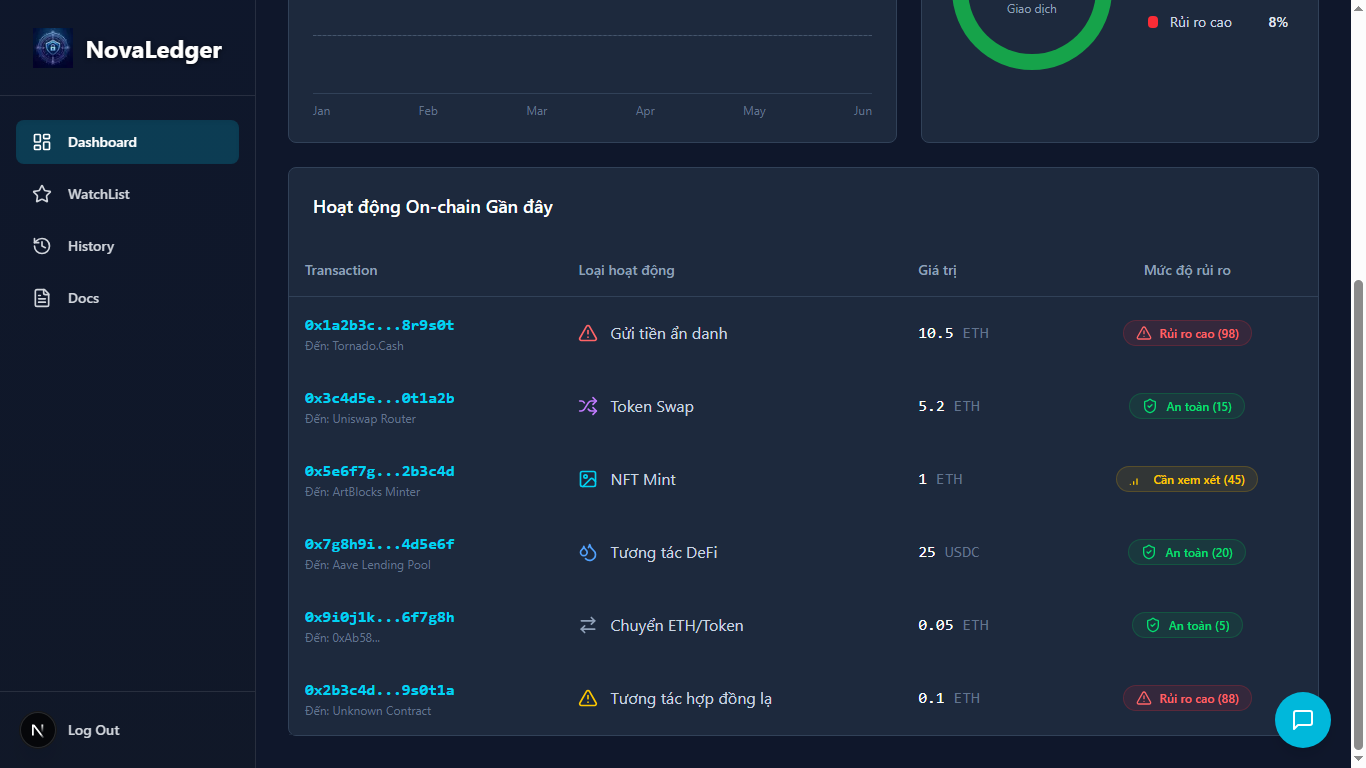 NovaLedger
Dashboard
WatchList
History
Docs
N
Log Out
Jan Feb Mar Apr May Jun
Giao dịch
Rủi ro cao 8%
Hoạt động On-chain Gần đây
Transaction Loại hoạt động Giá trị Mức độ rủi ro
0x1a2b3c...8r9s0t Gửi tiền ẩn danh 10.5 ETH Rủi ro cao (98)
Đến: Tornado.Cash
0x3c4d5e...0t1a2b Token Swap 5.2 ETH An toàn (15)
Đến: Uniswap Router
0x5e6f7g...2b3c4d NFT Mint 1 ETH Cần xem xét (45)
Đến: ArtBlocks Minter
0x7g8h9i...4d5e6f Tương tác DeFi 25 USDC An toàn (20)
Đến: Aave Lending Pool
0x9i0j1k...6f7g8h Chuyển ETH/Token 0.05 ETH An toàn (5)
Đến: 0xAb58...
0x2b3c4d...9s0t1a Tương tác hợp đồng lạ 0.1 ETH Rủi ro cao (88)
Đến: Unknown Contract